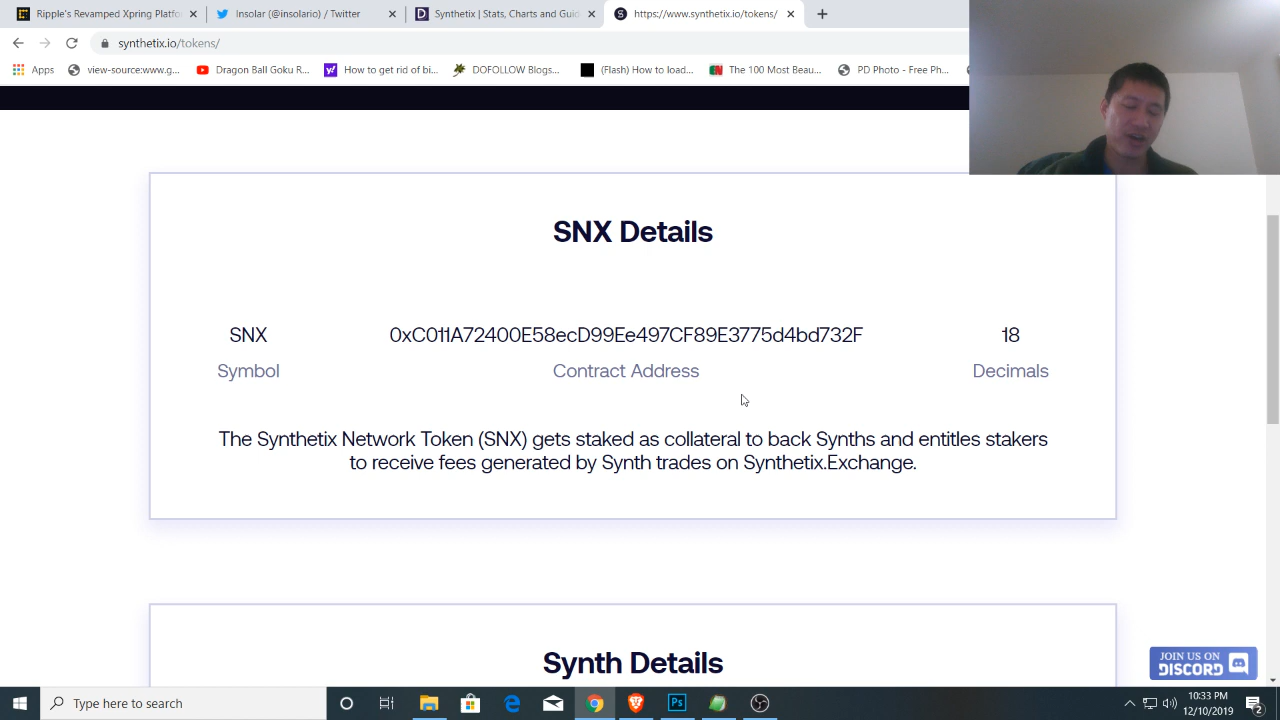 Ripple's Revamped Xpring Platfo
Insolar (@insolario) / Twitter
Synthetix | Stats, Charts and Guid
https://www.synthetix.io/tokens/
synthetix.io/tokens/
Apps
view-source:www.g...
Dragon Ball Goku R...
How to get rid of bi...
DOFOLLOW Blogs...
(Flash) How to load...
The 100 Most Beau...
PD Photo - Free Ph...
SNX Details
SNX
0xC011A72400E58ecD99Ee497CF89E3775d4bd732F
18
Symbol
Contract Address
Decimals
The Synthetix Network Token (SNX) gets staked as collateral to back Synths and entitles stakers
to receive fees generated by Synth trades on Synthetix.Exchange.
Synth Details
JOIN US ON
DISCORD
Type here to search
Ps
10:33 PM
12/10/2019
2